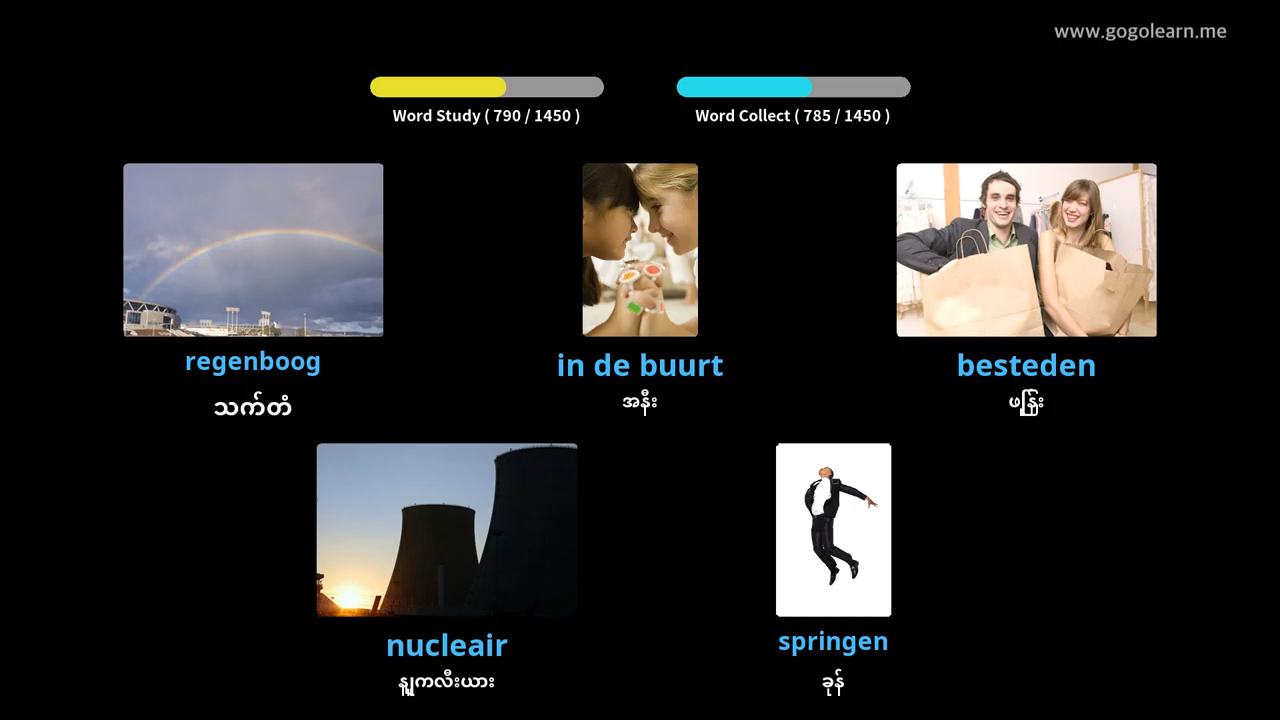 www.gogolearn.me
Word Study ( 790 / 1450 )
Word Collect ( 785 / 1450 )
regenboog
သက်တံ
in de buurt
အနီး
besteden
ဖြုန်း
nucleair
နျူကလီးယား
springen
ခုန်